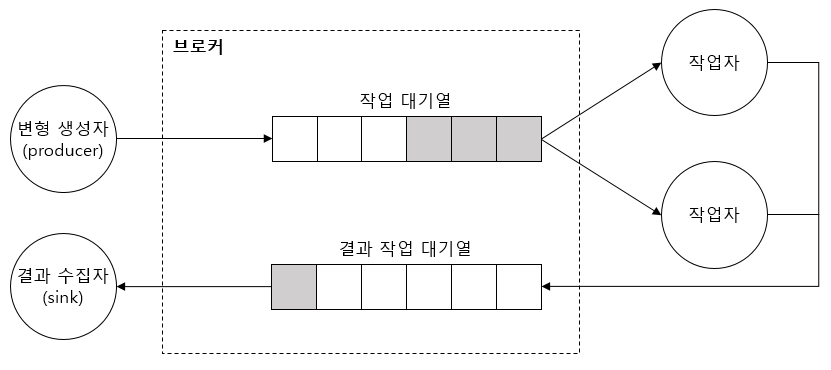 브로커
작업자
작업 대기열
변형 생성자
(producer)
작업자
결과 작업 대기열
결과 수집자
(sink)